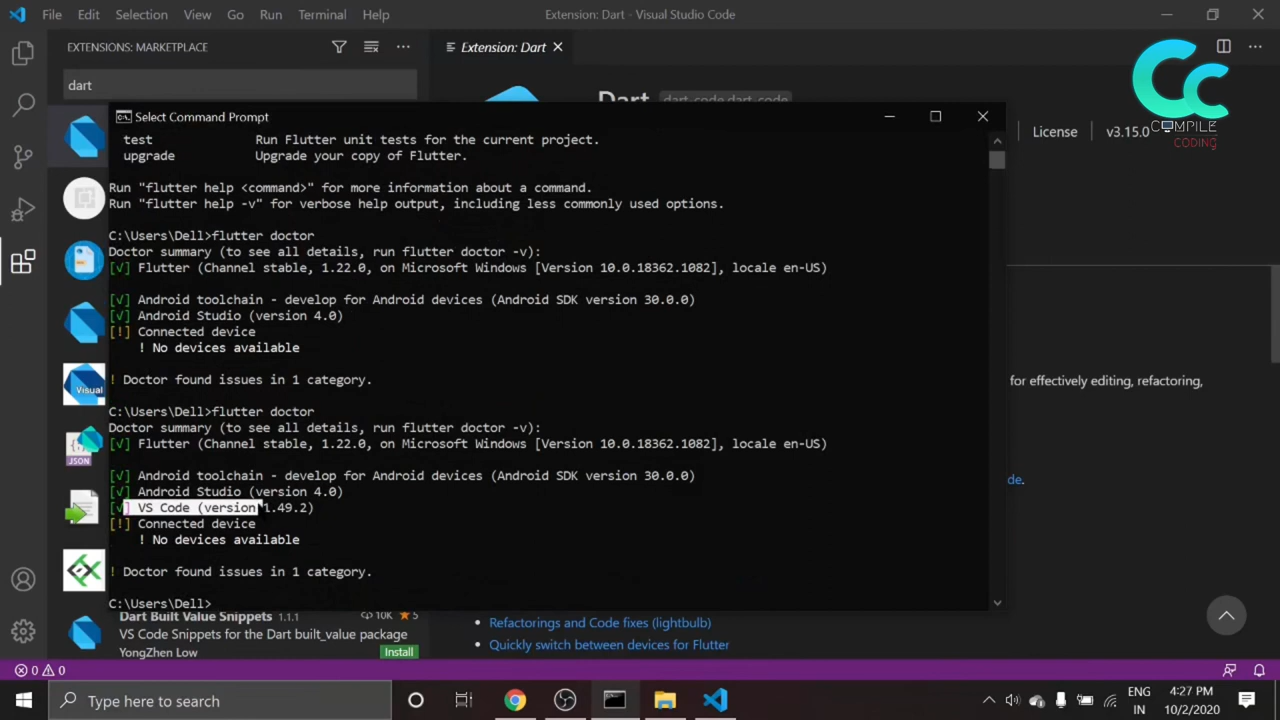 File Edit Selection View Go Run Terminal Help
Extension: Dart - Visual Studio Code
EXTENSIONS: MARKETPLACE
Extension: Dart
dart
Dart dart-code.dart-code
License v3.15.0
COMPILE
CODING
Select Command Prompt
test Run Flutter unit tests for the current project.
upgrade Upgrade your copy of Flutter.
Run "flutter help <command>" for more information about a command.
Run "flutter help -v" for verbose help output, including less commonly used options.
C:\Users\Dell>flutter doctor
Doctor summary (to see all details, run flutter doctor -v):
[√] Flutter (Channel stable, 1.22.0, on Microsoft Windows [Version 10.0.18362.1082], locale en-US)
[√] Android toolchain - develop for Android devices (Android SDK version 30.0.0)
[√] Android Studio (version 4.0)
[!] Connected device
! No devices available
! Doctor found issues in 1 category.
C:\Users\Dell>flutter doctor
Doctor summary (to see all details, run flutter doctor -v):
[√] Flutter (Channel stable, 1.22.0, on Microsoft Windows [Version 10.0.18362.1082], locale en-US)
[√] Android toolchain - develop for Android devices (Android SDK version 30.0.0)
[√] Android Studio (version 4.0)
[√] VS Code (version 1.49.2)
[!] Connected device
! No devices available
! Doctor found issues in 1 category.
C:\Users\Dell>
for effectively editing, refactoring,
de.
Visual
JSON
Dart Built Value Snippets 1.1.1 10K 5
VS Code Snippets for the Dart built_value package
YongZhen Low Install
Refactorings and Code fixes (lightbulb)
Quickly switch between devices for Flutter
0 0
Type here to search
ENG
IN
4:27 PM
10/2/2020